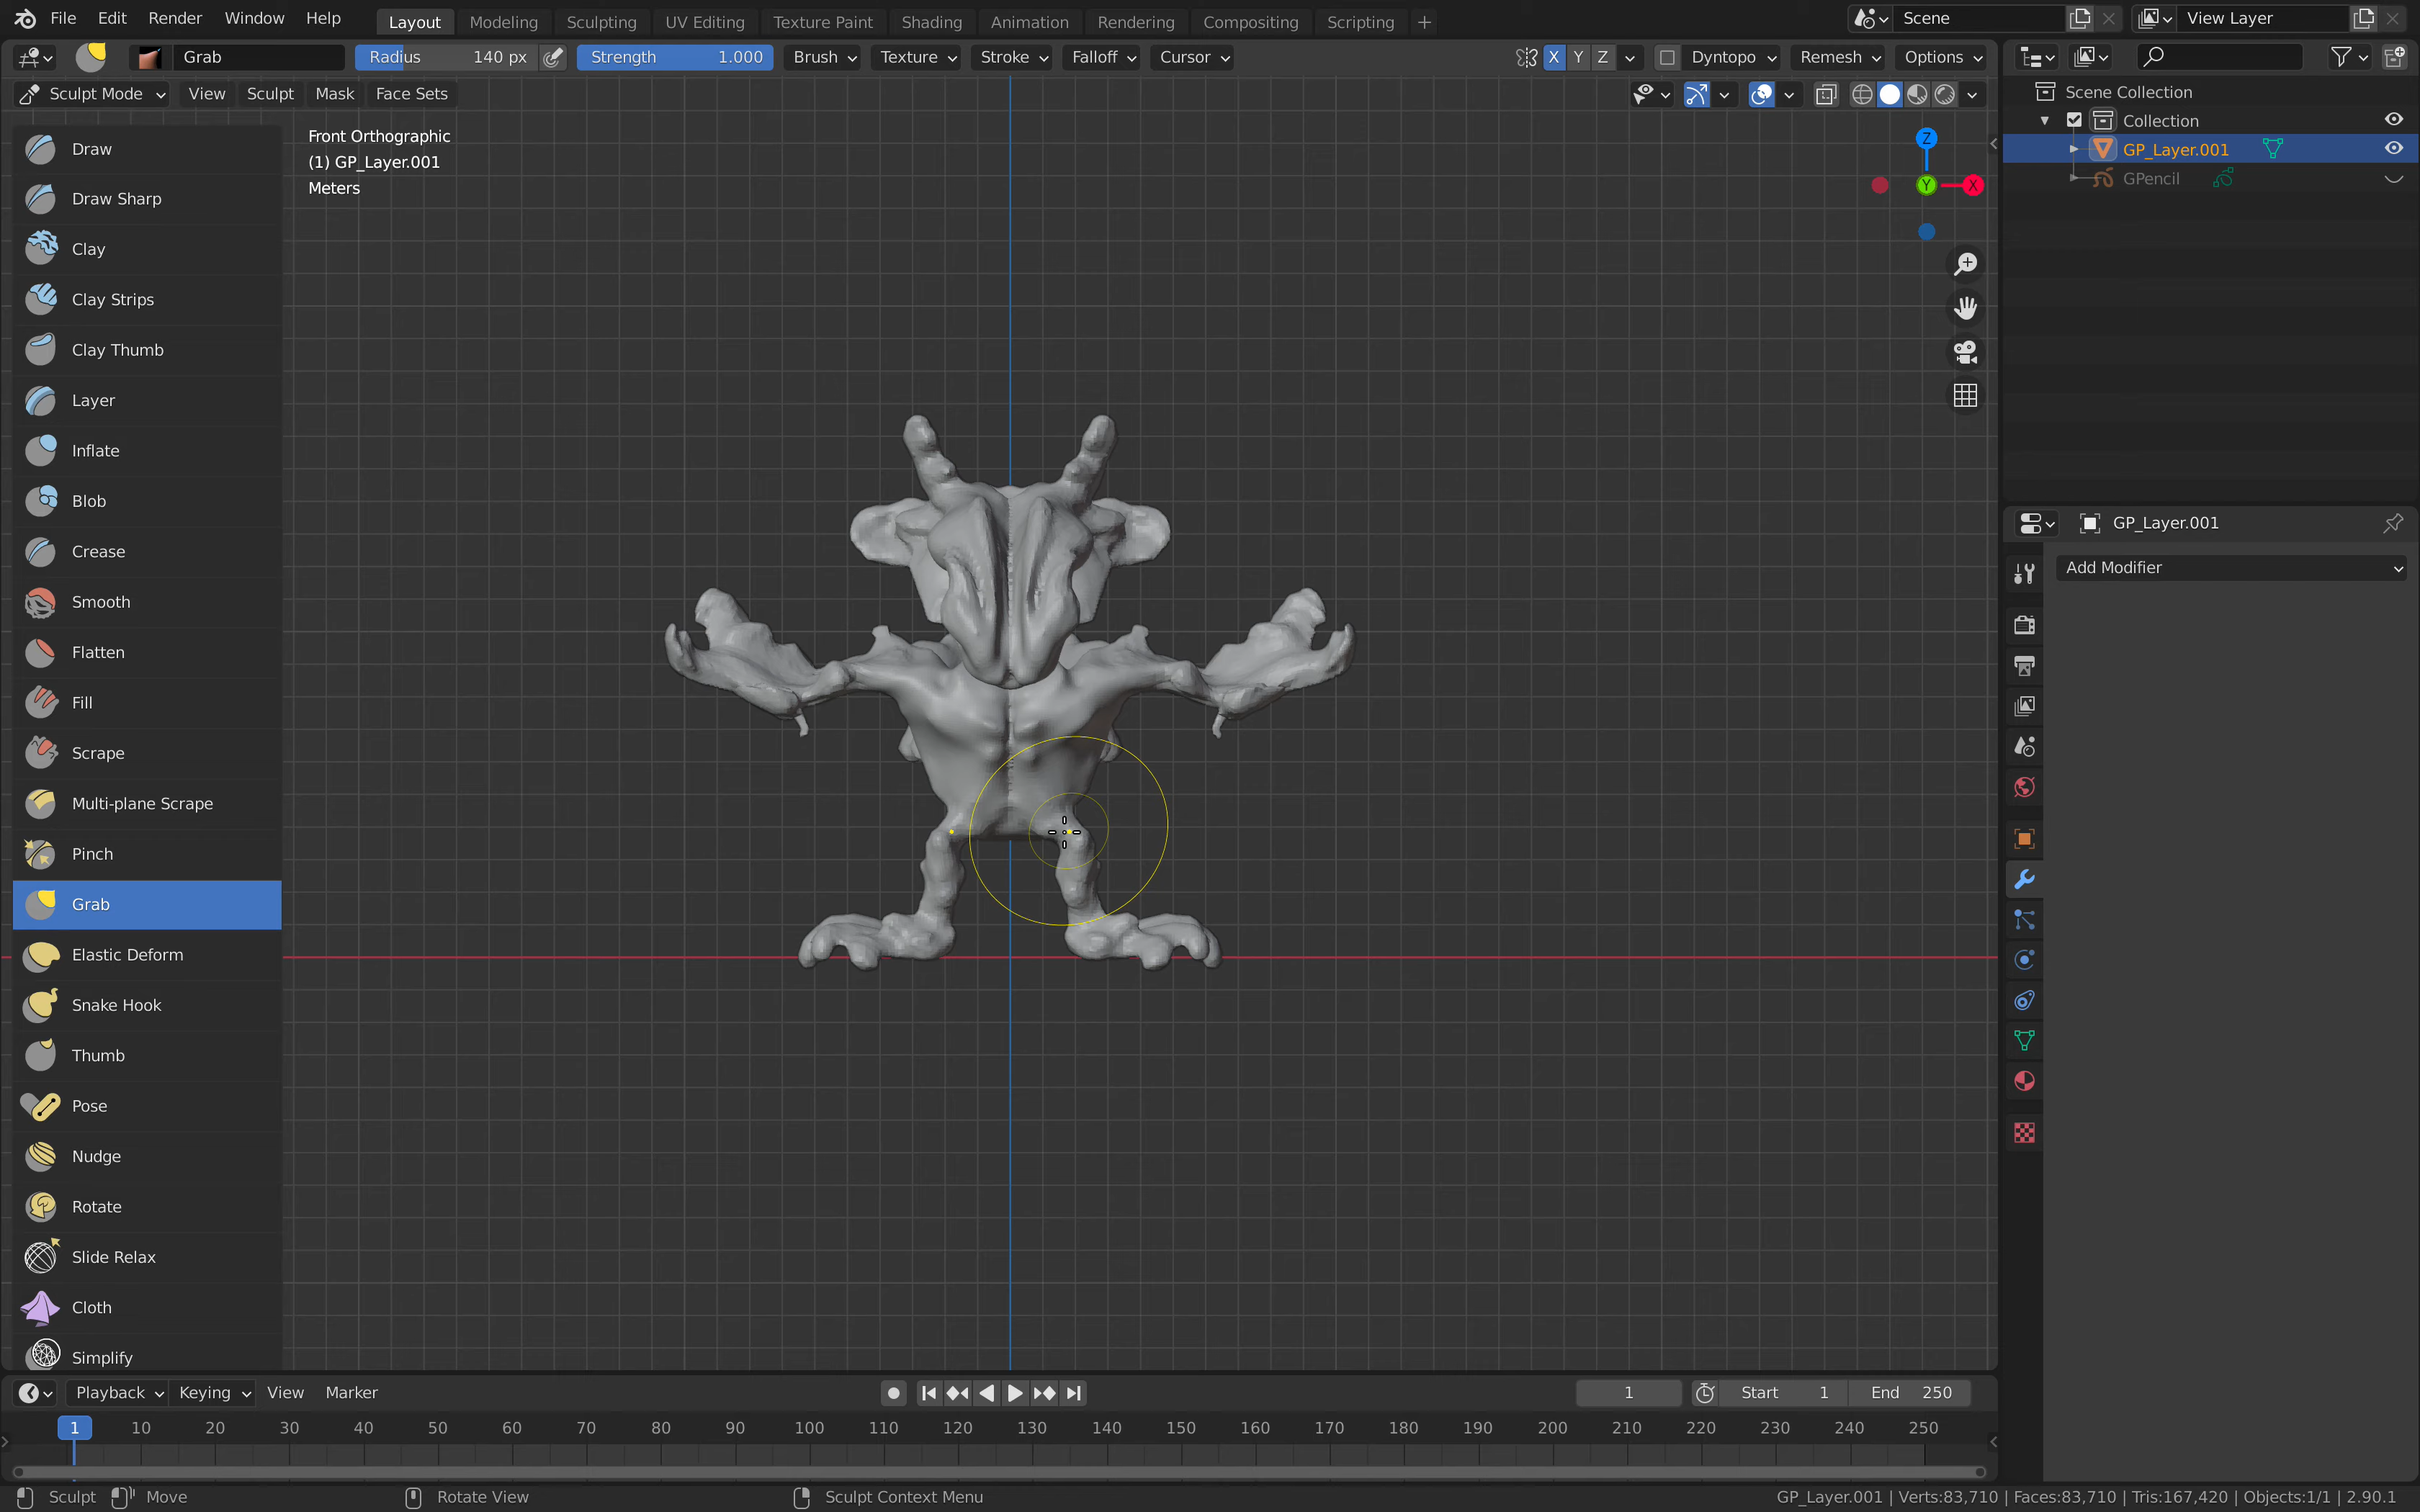 File Edit Render Window Help Layout Modeling Sculpting UV Editing Texture Paint Shading Animation Rendering Compositing Scripting + Scene View Layer
Grab Radius 140 px Strength 1.000 Brush Texture Stroke Falloff Cursor X Y Z Dyntopo Remesh Options
Sculpt Mode View Sculpt Mask Face Sets
Front Orthographic
(1) GP_Layer.001
Meters
Z
Y
X
Draw
Draw Sharp
Clay
Clay Strips
Clay Thumb
Layer
Inflate
Blob
Crease
Smooth
Flatten
Fill
Scrape
Multi-plane Scrape
Pinch
Grab
Elastic Deform
Snake Hook
Thumb
Pose
Nudge
Rotate
Slide Relax
Cloth
Simplify
Scene Collection
Collection
GP_Layer.001
GPencil
GP_Layer.001
Add Modifier
Playback Keying View Marker 1 Start 1 End 250
1 10 20 30 40 50 60 70 80 90 100 110 120 130 140 150 160 170 180 190 200 210 220 230 240 250
Sculpt Move Rotate View Sculpt Context Menu GP_Layer.001 | Verts:83,710 | Faces:83,710 | Tris:167,420 | Objects:1/1 | 2.90.1